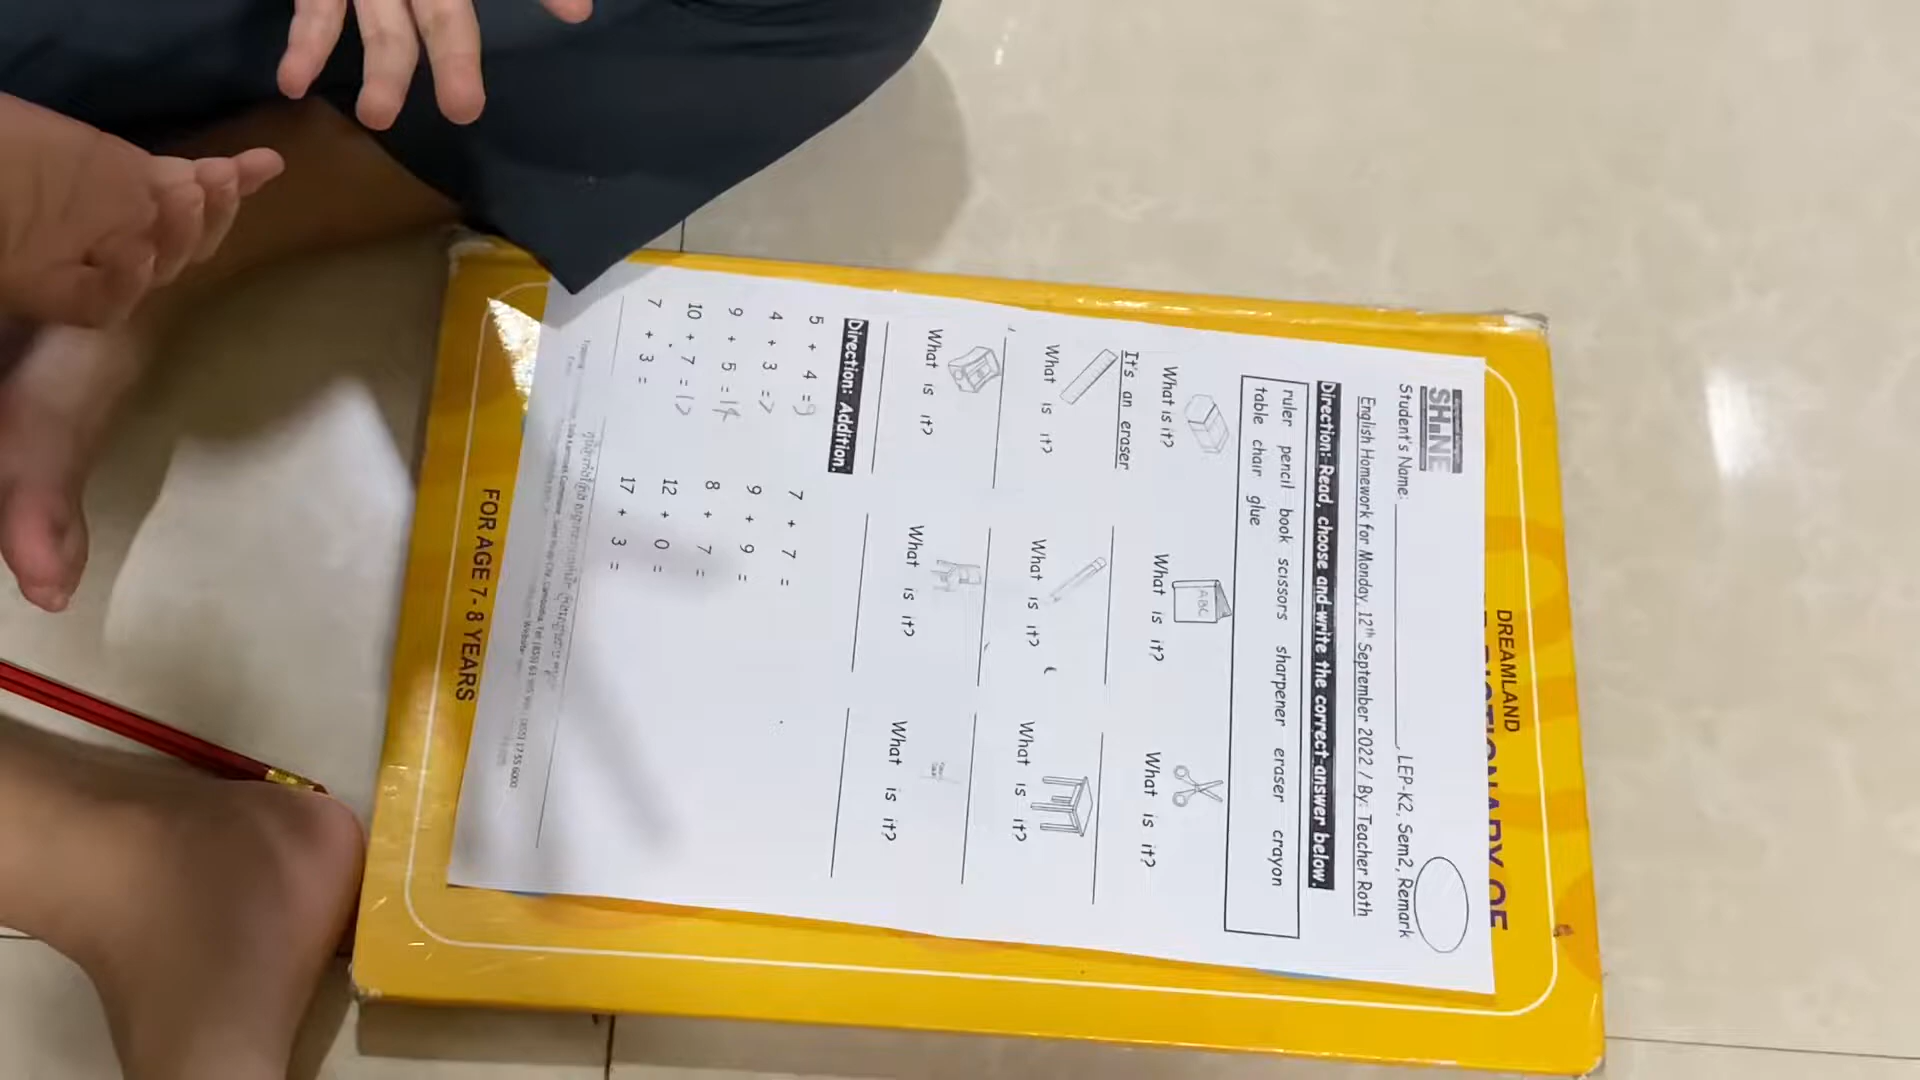 DREAMLAND
SHINE
Student's Name: ____________, LEP-K2, Sem2, Remark
English Homework for Monday, 12th September 2022 / By: Teacher Roth
Direction: Read, choose and write the correct answer below.
ruler pencil book scissors sharpener eraser crayon
table chair glue
ABC
What is it? What is it? What is it?
It's an eraser
What is it? What is it? What is it?
What is it? What is it? What is it?
Direction: Addition.
5 + 4 = 9 7 + 7 =
4 + 3 = 7 9 + 9 =
9 + 5 = 14 8 + 7 =
10 + 7 = 17 12 + 0 =
7 + 3 = 17 + 3 =
FOR AGE 7- 8 YEARS